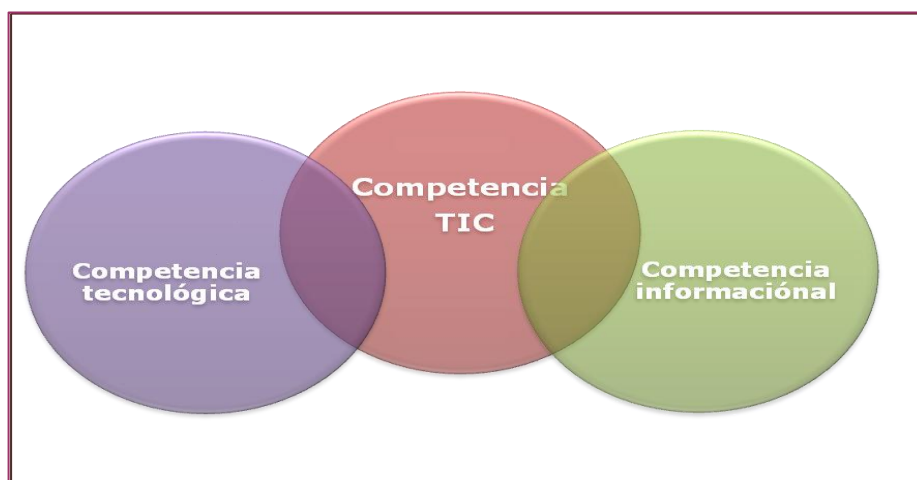 Competencia
TIC
Competencia
tecnológica
Competencia
informaciónal